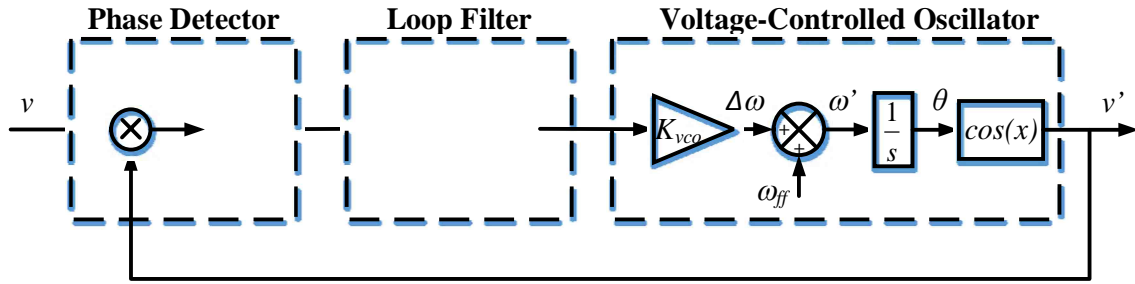 Phase Detector Loop Filter Voltage-Controlled Oscillator
v K_vco Δω + + ω' 1/s θ cos(x) v'
ω_ff